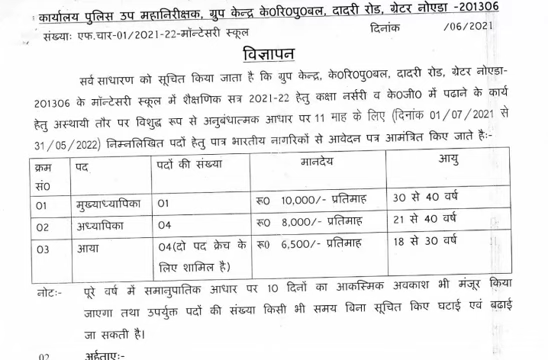 कार्यालय पुलिस उप महानिरीक्षक, ग्रुप केन्द्र के0रि0पु0बल, दादरी रोड, ग्रेटर नोएडा -201306
संख्याः एफ.चार-01/2021-22-मॉन्टेसरी स्कूल दिनांक /06/2021
विज्ञापन
सर्व साधारण को सूचित किया जाता है कि ग्रुप केन्द्र, के0रि0पु0बल, दादरी रोड, ग्रेटर नोएडा-
201306 के मॉन्टेसरी स्कूल में शैक्षणिक सत्र 2021-22 हेतु कक्षा नर्सरी व के0जी0 में पढाने के कार्य
हेतु अस्थायी तौर पर विशुद्ध रूप से अनुबंधात्मक आधार पर 11 माह के लिए (दिनांक 01/07/2021 से
31/05/2022) निम्नलिखित पदों हेतु पात्र भारतीय नागरिकों से आवेदन पत्र आमंत्रित किए जाते हैः-
क्रम सं0 पद पदों की संख्या मानदेय आयु
01 मुख्याध्यापिका 01 रू0 10,000/- प्रतिमाह 30 से 40 वर्ष
02 अध्यापिका 04 रू0 8,000/- प्रतिमाह 21 से 40 वर्ष
03 आया 04(दो पद क्रेच के रू0 6,500/- प्रतिमाह 18 से 30 वर्ष
लिए शामिल है)
नोटः- पूरे वर्ष में समानुपातिक आधार पर 10 दिनों का आकस्मिक अवकाश भी मंजूर किया
जाएगा तथा उपर्युक्त पदों की संख्या किसी भी समय बिना सूचित किए घटाई एवं बढ़ाई
जा सकती है।
02 अर्हताएः-